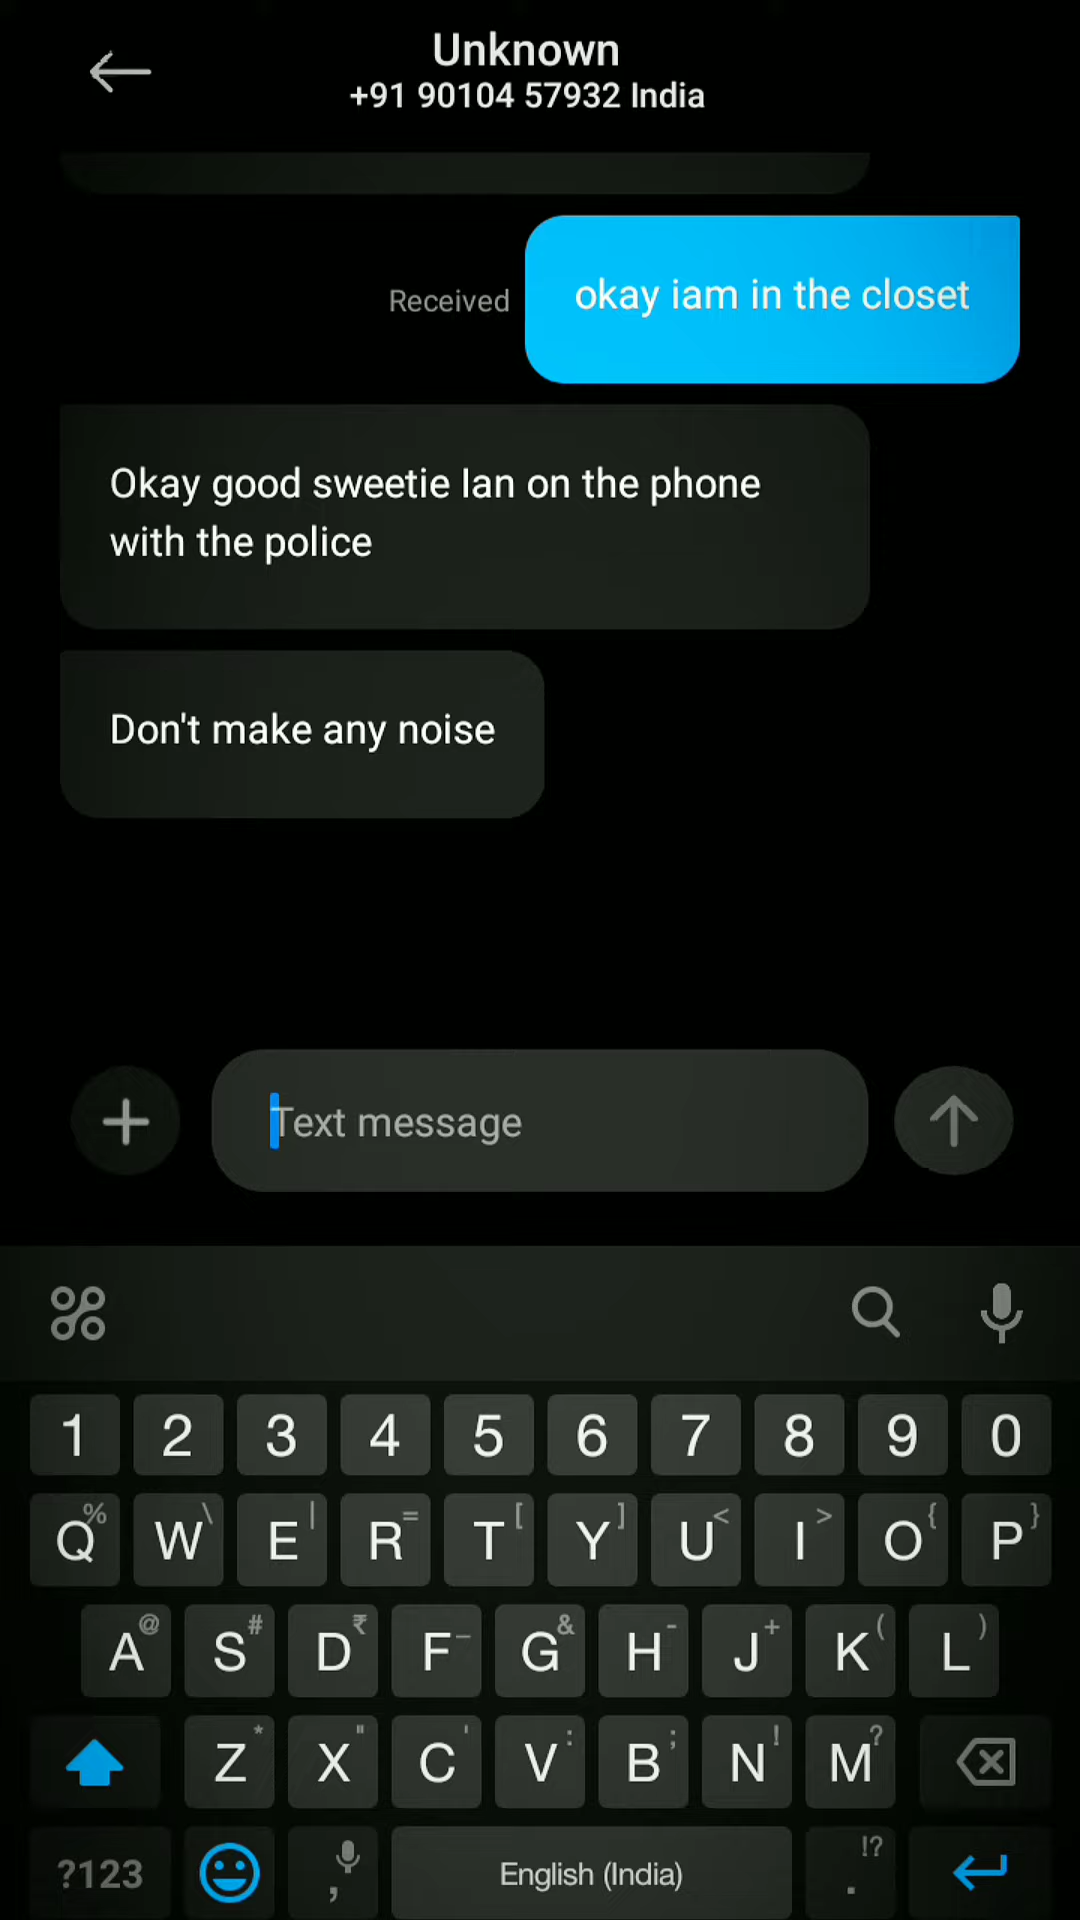 Unknown
+91 90104 57932 India
Received
okay iam in the closet
Okay good sweetie Ian on the phone
with the police
Don't make any noise
Text message
1 2 3 4 5 6 7 8 9 0
% \ | = [ ] < > { }
Q W E R T Y U I O P
@ # ₹ _ & - + ( )
A S D F G H J K L
* " ' : ; ! ?
Z X C V B N M
?123 , English (India) !? .